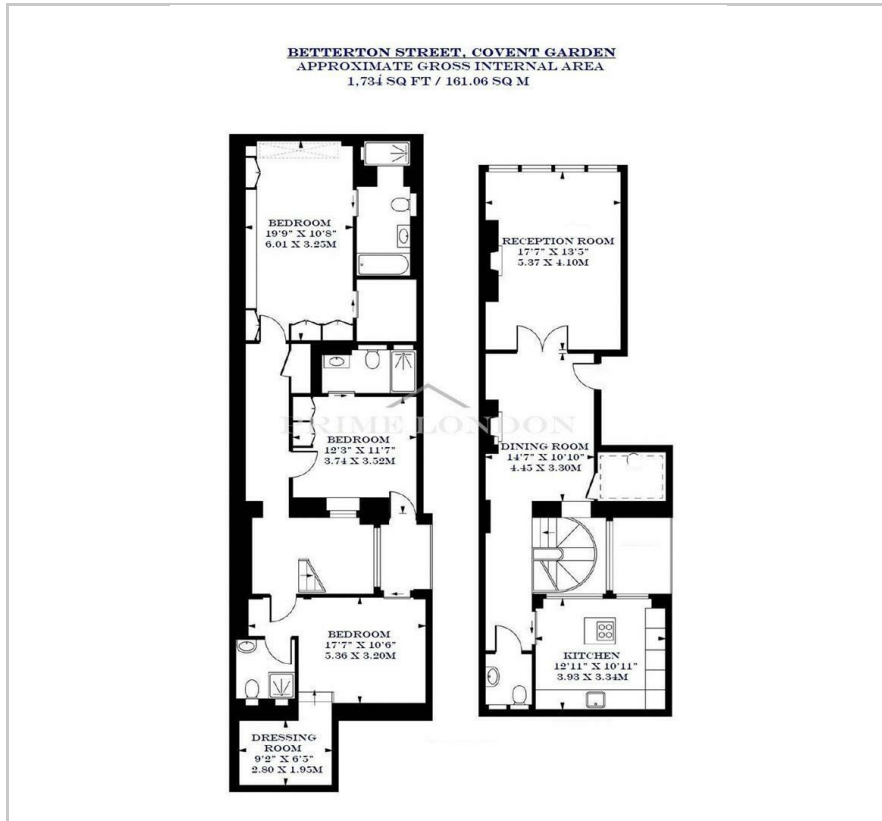 BETTERTON STREET, COVENT GARDEN
APPROXIMATE GROSS INTERNAL AREA
1,734 SQ FT / 161.06 SQ M
BEDROOM
19'9" X 10'8"
6.01 X 3.25M
RECEPTION ROOM
17'7" X 13'5"
5.37 X 4.10M
PRIME LONDON
BEDROOM
12'3" X 11'7"
3.74 X 3.52M
DINING ROOM
14'7" X 10'10"
4.45 X 3.30M
BEDROOM
17'7" X 10'6"
5.36 X 3.20M
KITCHEN
12'11" X 10'11"
3.93 X 3.34M
DRESSING
ROOM
9'2" X 6'5"
2.80 X 1.95M